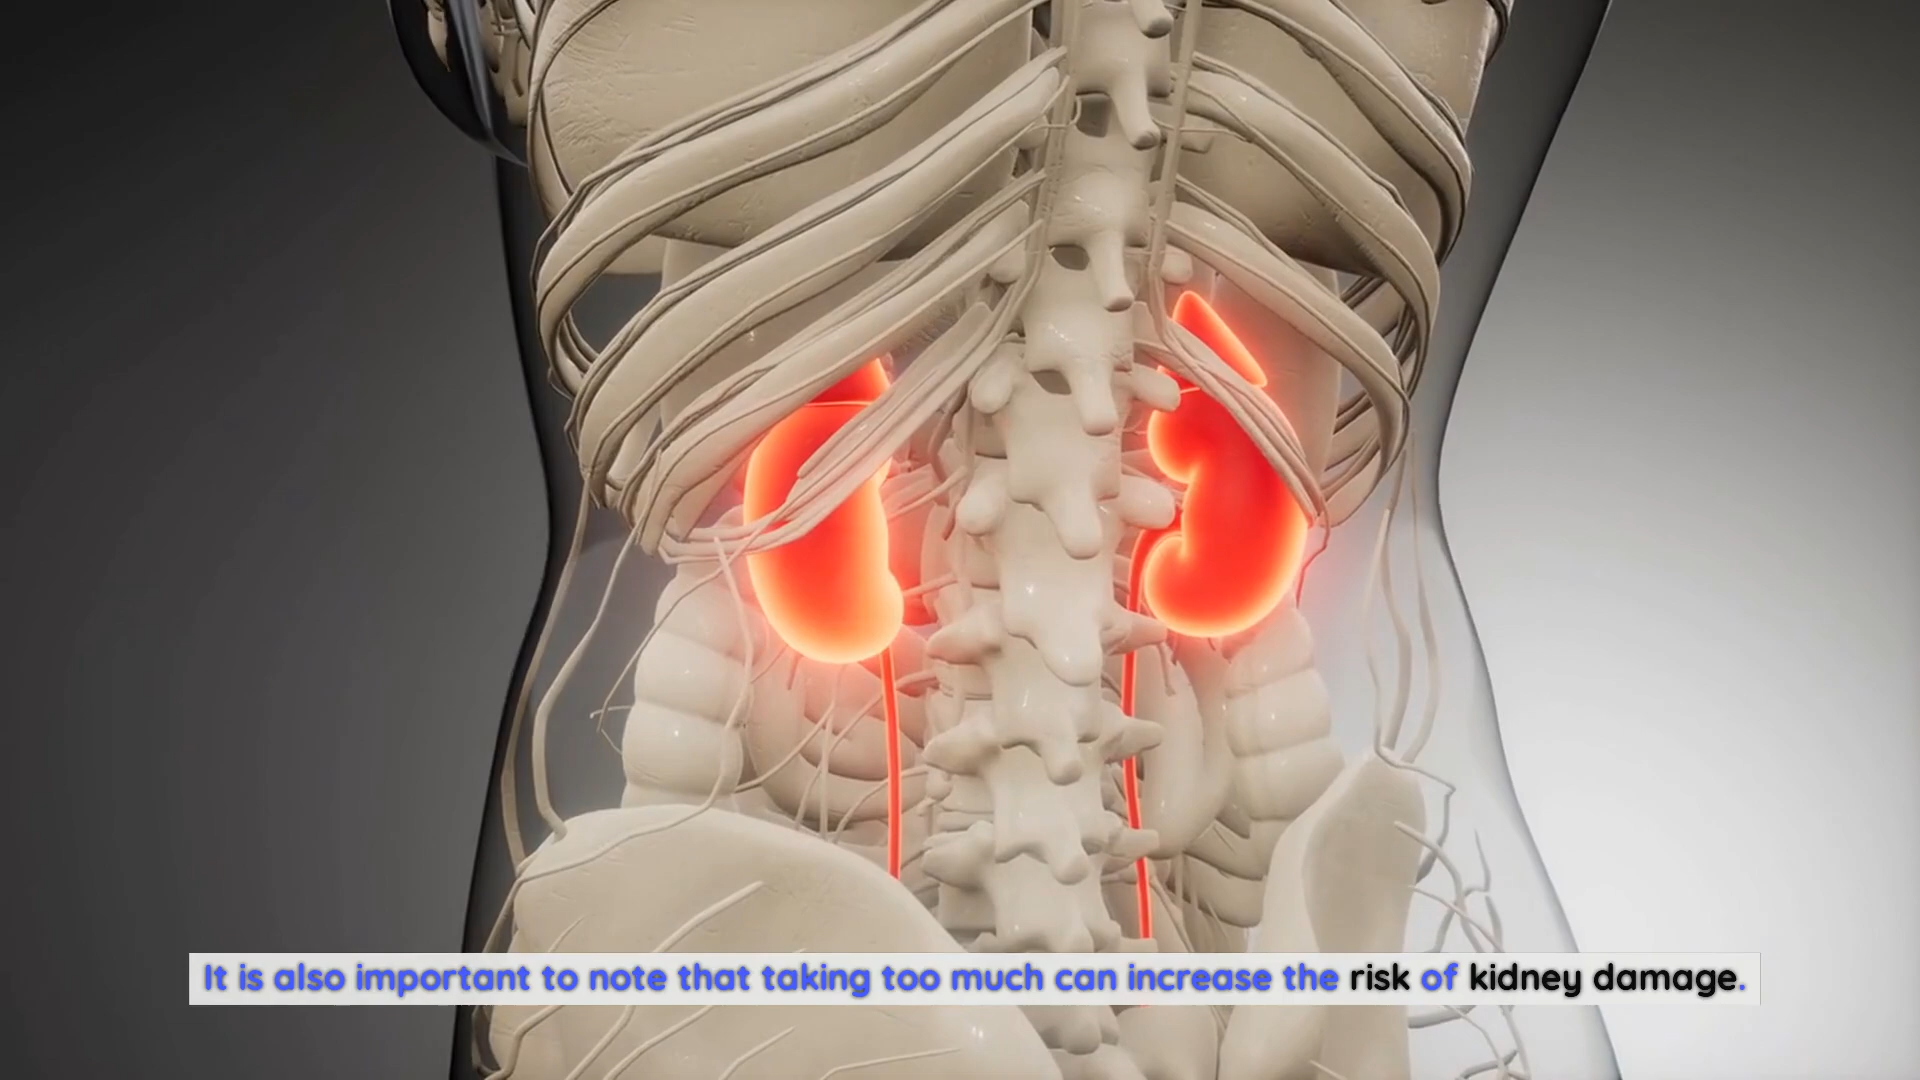 It is also important to note that taking too much can increase the risk of kidney damage.